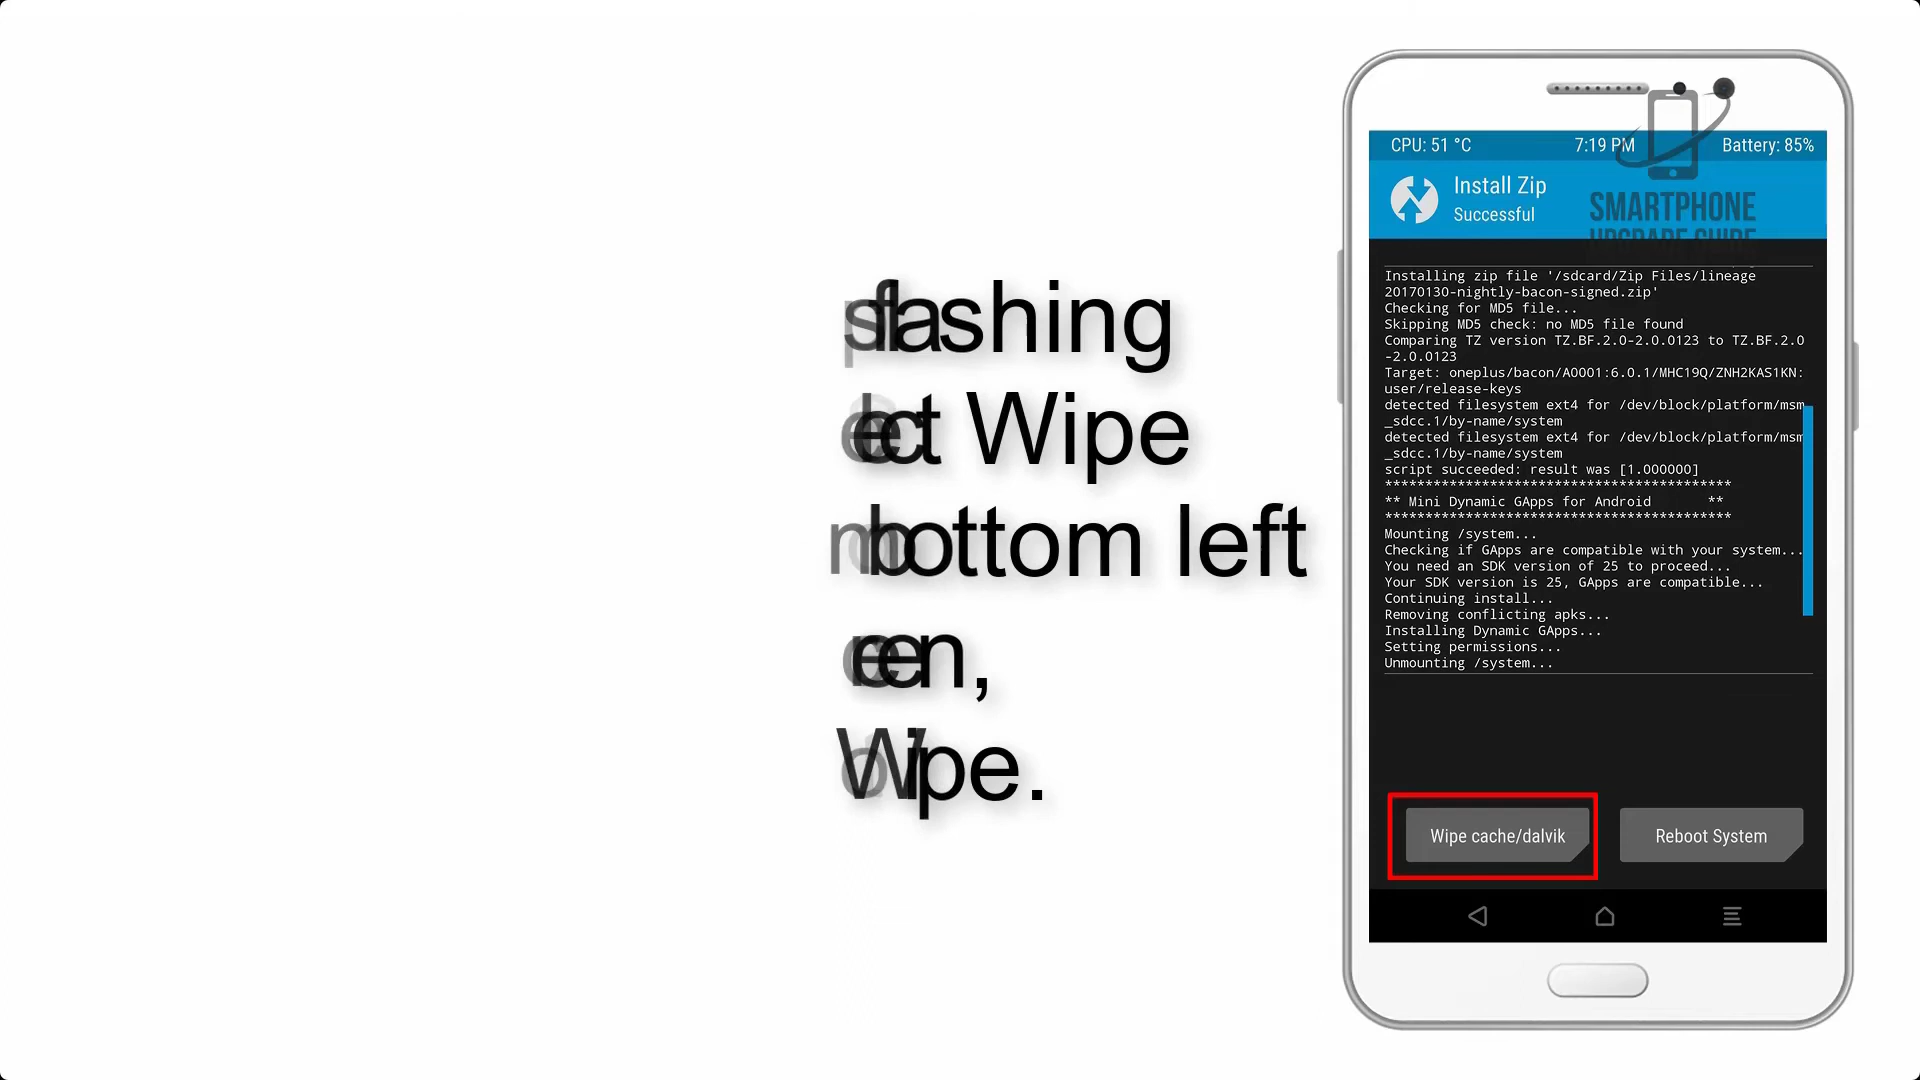 flashing
Wipe
bottom left
Wipe.
CPU: 51 °C 7:19 PM Battery: 85%
Install Zip
Successful
SMARTPHONE
UPGRADE GUIDE
Installing zip file '/sdcard/Zip Files/lineage
20170130-nightly-bacon-signed.zip'
Checking for MD5 file...
Skipping MD5 check: no MD5 file found
Comparing TZ version TZ.BF.2.0-2.0.0123 to TZ.BF.2.0
-2.0.0123
Target: oneplus/bacon/A0001:6.0.1/MHC19Q/ZNH2KAS1KN:
user/release-keys
detected filesystem ext4 for /dev/block/platform/msm
_sdcc.1/by-name/system
detected filesystem ext4 for /dev/block/platform/msm
_sdcc.1/by-name/system
script succeeded: result was [1.000000]
*******************************************
** Mini Dynamic GApps for Android **
*******************************************
Mounting /system...
Checking if GApps are compatible with your system...
You need an SDK version of 25 to proceed...
Your SDK version is 25, GApps are compatible...
Continuing install...
Removing conflicting apks...
Installing Dynamic GApps...
Setting permissions...
Unmounting /system...
Wipe cache/dalvik Reboot System